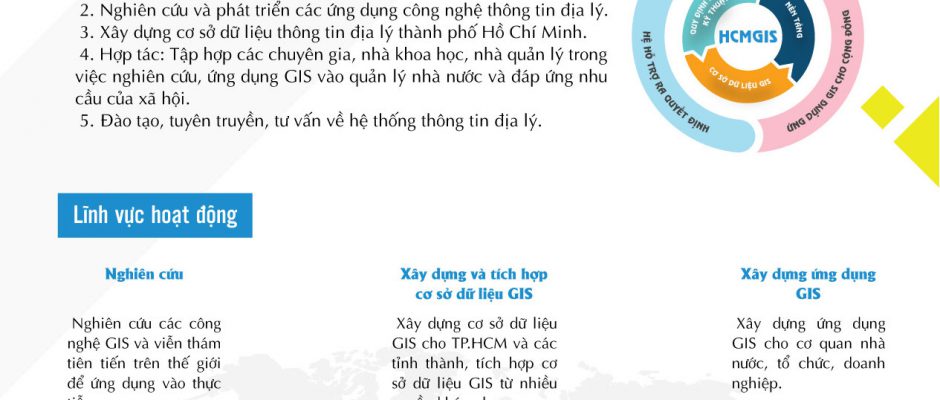 2. Nghiên cứu và phát triển các ứng dụng công nghệ thông tin địa lý.
3. Xây dựng cơ sở dữ liệu thông tin địa lý thành phố Hồ Chí Minh.
4. Hợp tác: Tập hợp các chuyên gia, nhà khoa học, nhà quản lý trong
việc nghiên cứu, ứng dụng GIS vào quản lý nhà nước và đáp ứng nhu
cầu của xã hội.
5. Đào tạo, tuyên truyền, tư vấn về hệ thống thông tin địa lý.
QUY ĐỊNH
KỸ THUẬT
NỀN TẢNG
HCMGIS
CƠ SỞ DỮ LIỆU GIS
HỆ HỖ TRỢ RA QUYẾT ĐỊNH
ỨNG DỤNG GIS CHO CỘNG ĐỒNG
Lĩnh vực hoạt động
Nghiên cứu
Nghiên cứu các công
nghệ GIS và viễn thám
tiên tiến trên thế giới
để ứng dụng vào thực
Xây dựng và tích hợp
cơ sở dữ liệu GIS
Xây dựng cơ sở dữ liệu
GIS cho TP.HCM và các
tỉnh thành, tích hợp cơ
sở dữ liệu GIS từ nhiều
Xây dựng ứng dụng
GIS
Xây dựng ứng dụng
GIS cho cơ quan nhà
nước, tổ chức, doanh
nghiệp.